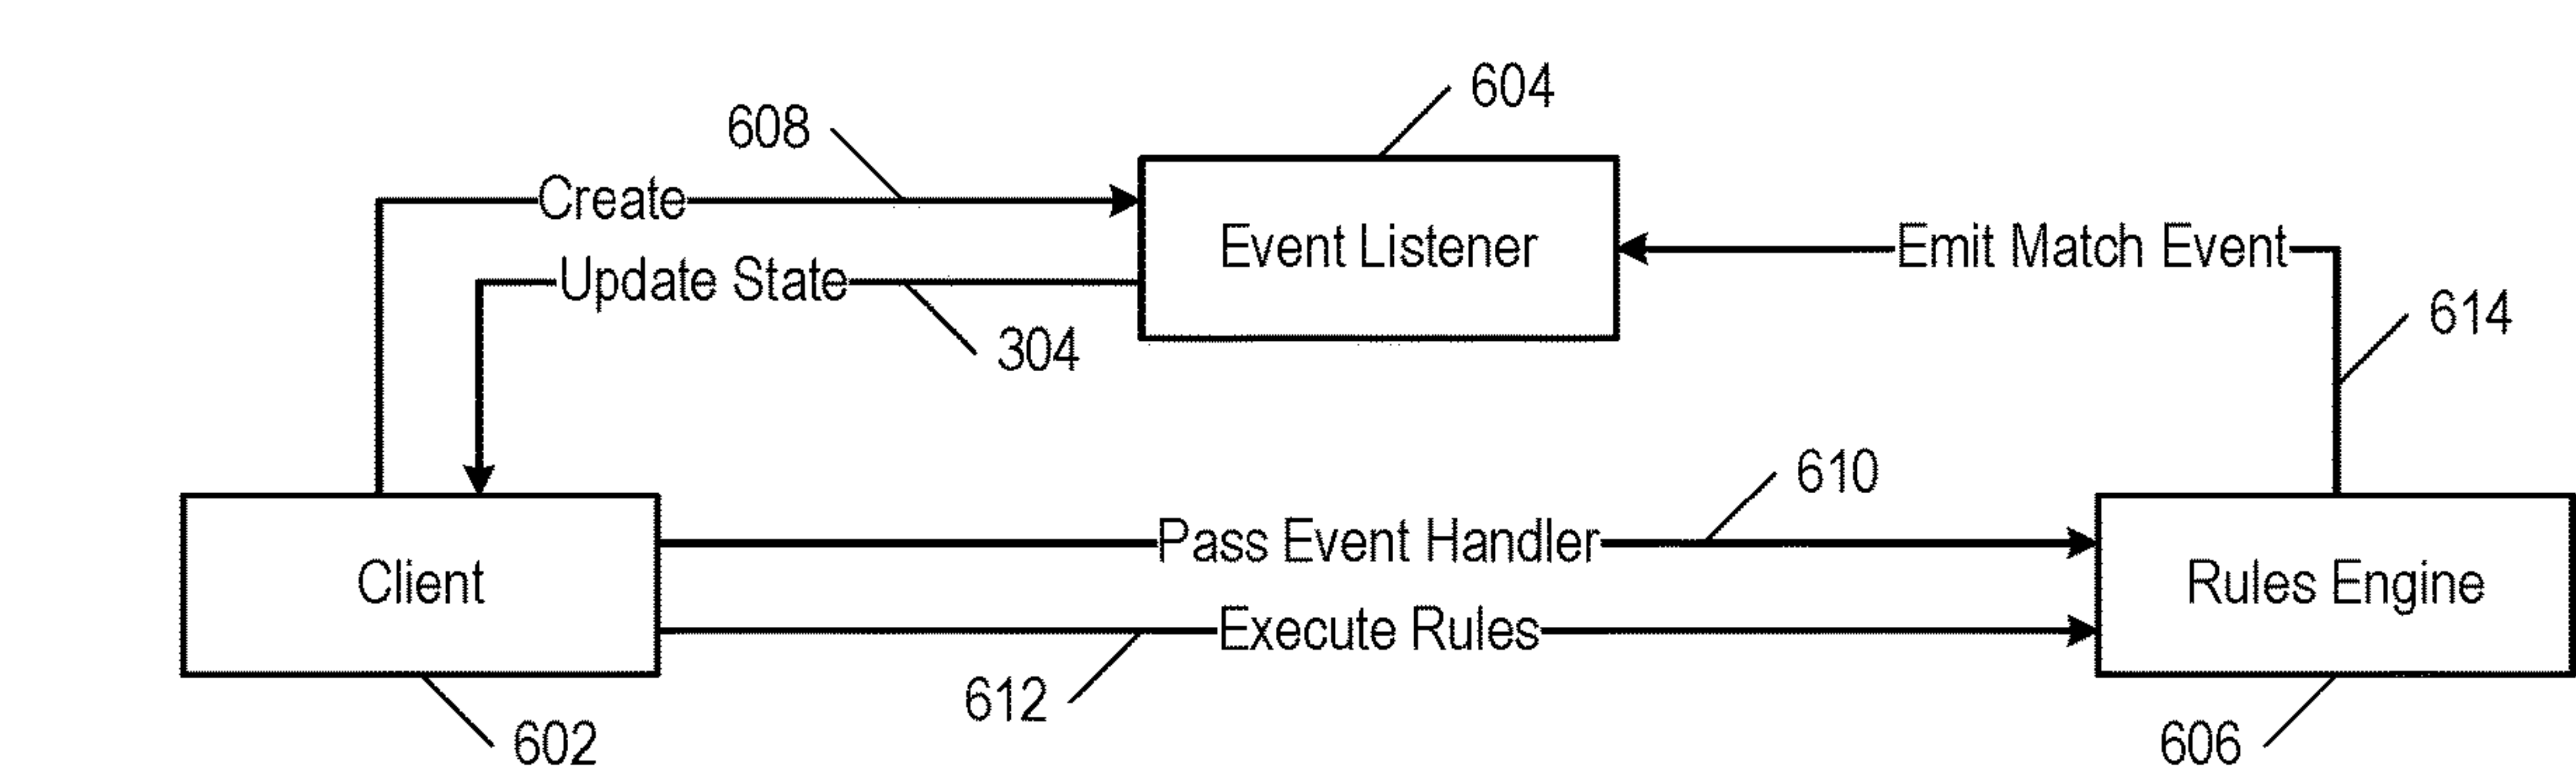 604
608
Create
Event Listener
Emit Match Event
Update State
614
304
610
Pass Event Handler
Client
Rules Engine
Execute Rules
612
602
606